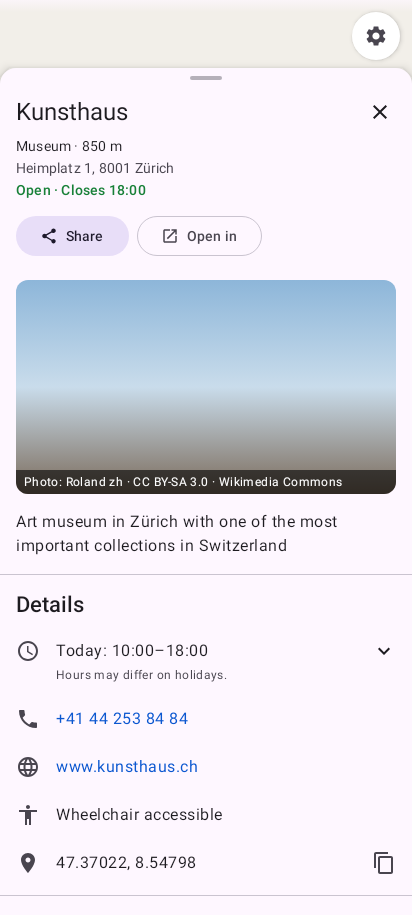 Kunsthaus
Museum · 850 m
Heimplatz 1, 8001 Zürich
Open · Closes 18:00
Share
Open in
Photo: Roland zh · CC BY-SA 3.0 · Wikimedia Commons
Art museum in Zürich with one of the most
important collections in Switzerland
Details
Today: 10:00–18:00
Hours may differ on holidays.
+41 44 253 84 84
www.kunsthaus.ch
Wheelchair accessible
47.37022, 8.54798